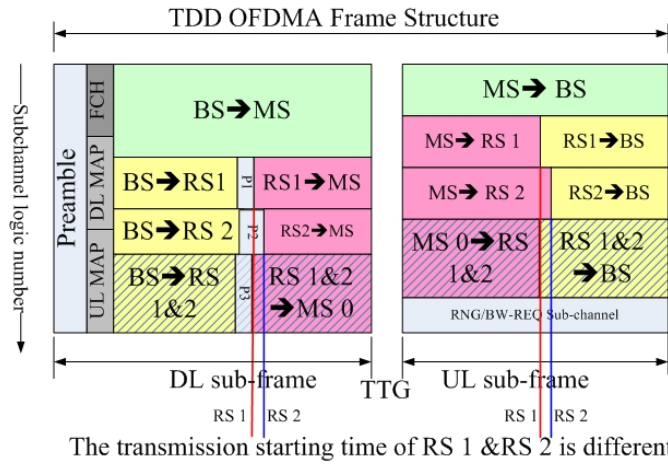 TDD OFDMA Frame Structure
Subchannel logic number
Preamble
FCH
DL MAP
UL MAP
BS➔MS
BS➔RS1
P1
RS1➔MS
BS➔RS 2
P2
RS2➔MS
BS➔RS
1&2
P3
RS 1&2
➔MS 0
MS➔ BS
MS➔ RS 1
RS1➔BS
MS➔ RS 2
RS2➔BS
MS 0➔RS
1&2
RS 1&2
➔BS
RNG/BW-REQ Sub-channel
DL sub-frame
TTG
UL sub-frame
RS 1
RS 2
RS 1
RS 2
The transmission starting time of RS 1 &RS 2 is different